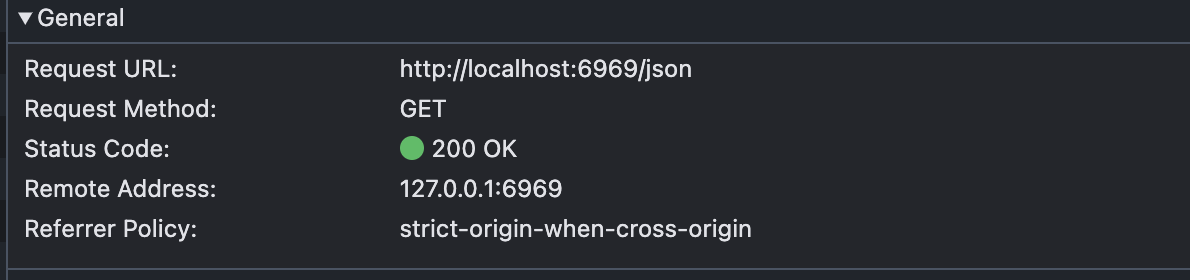 General
Request URL: http://localhost:6969/json
Request Method: GET
Status Code: 200 OK
Remote Address: 127.0.0.1:6969
Referrer Policy: strict-origin-when-cross-origin